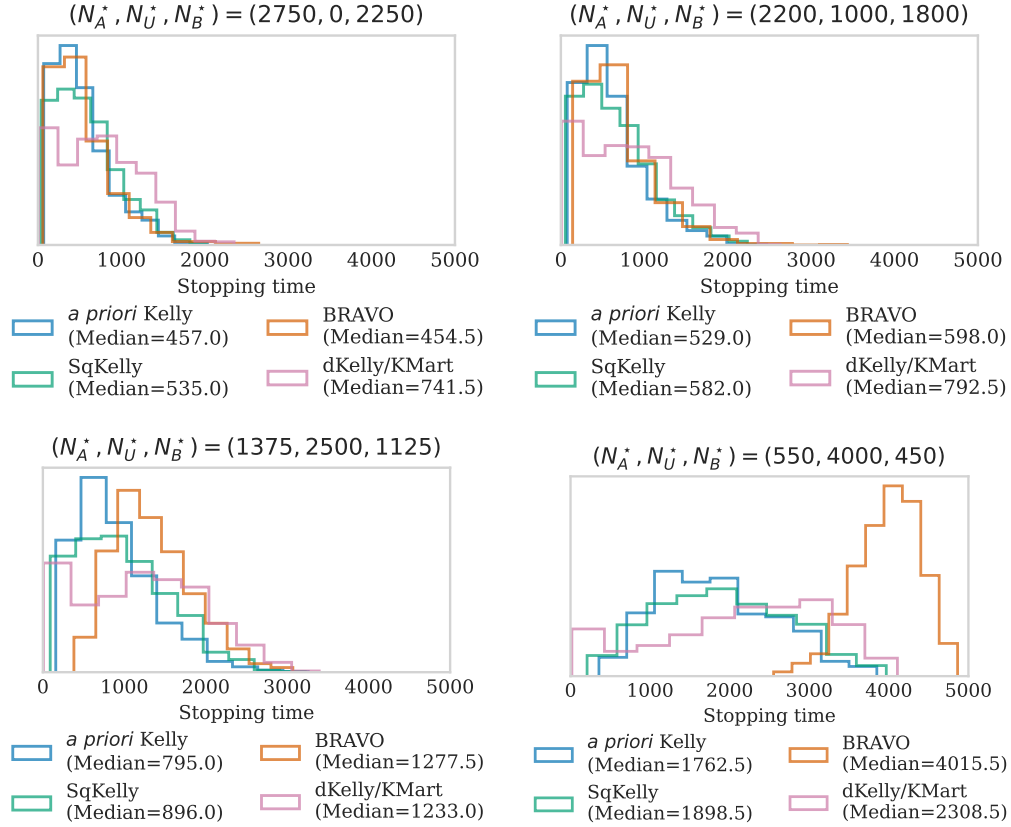 (N_A^⋆, N_U^⋆, N_B^⋆) = (2750, 0, 2250)
0 1000 2000 3000 4000 5000
Stopping time
a priori Kelly
(Median=457.0)
BRAVO
(Median=454.5)
SqKelly
(Median=535.0)
dKelly/KMart
(Median=741.5)
(N_A^⋆, N_U^⋆, N_B^⋆) = (2200, 1000, 1800)
0 1000 2000 3000 4000 5000
Stopping time
a priori Kelly
(Median=529.0)
BRAVO
(Median=598.0)
SqKelly
(Median=582.0)
dKelly/KMart
(Median=792.5)
(N_A^⋆, N_U^⋆, N_B^⋆) = (1375, 2500, 1125)
0 1000 2000 3000 4000 5000
Stopping time
a priori Kelly
(Median=795.0)
BRAVO
(Median=1277.5)
SqKelly
(Median=896.0)
dKelly/KMart
(Median=1233.0)
(N_A^⋆, N_U^⋆, N_B^⋆) = (550, 4000, 450)
0 1000 2000 3000 4000 5000
Stopping time
a priori Kelly
(Median=1762.5)
BRAVO
(Median=4015.5)
SqKelly
(Median=1898.5)
dKelly/KMart
(Median=2308.5)